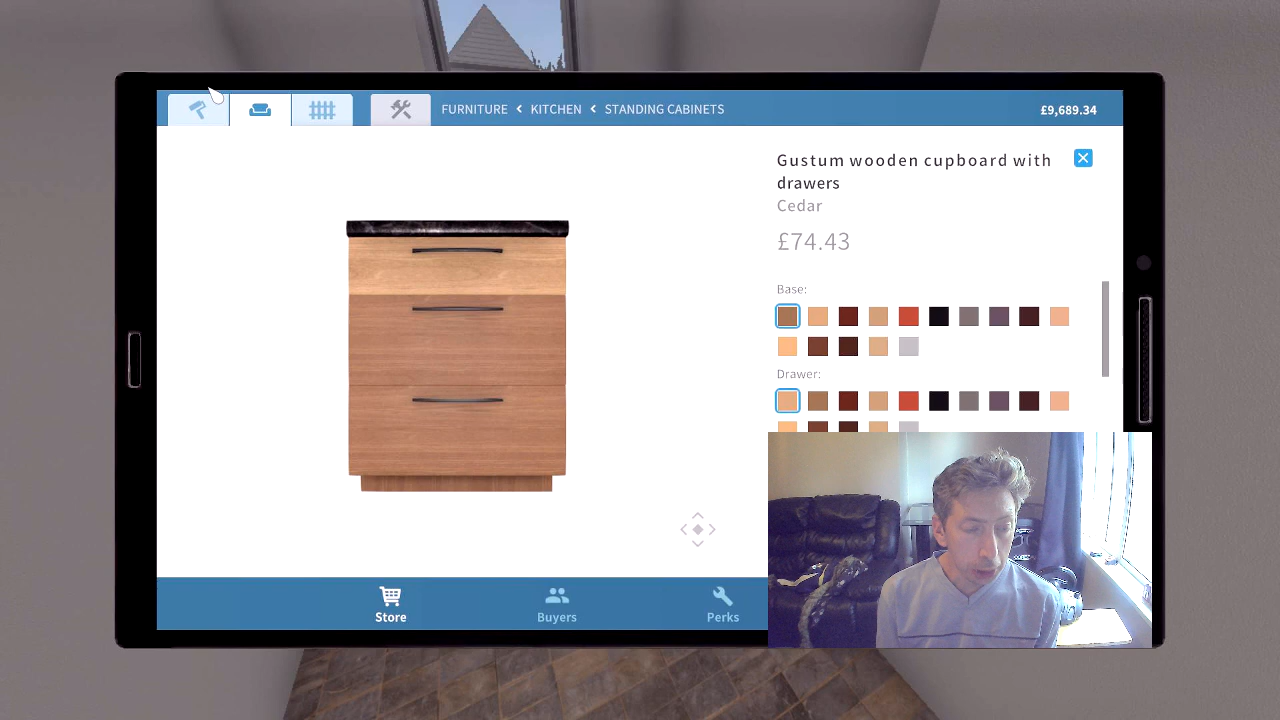 FURNITURE < KITCHEN < STANDING CABINETS
£9,689.34
Gustum wooden cupboard with
drawers
Cedar
£74.43
Base:
Drawer:
Store
Buyers
Perks